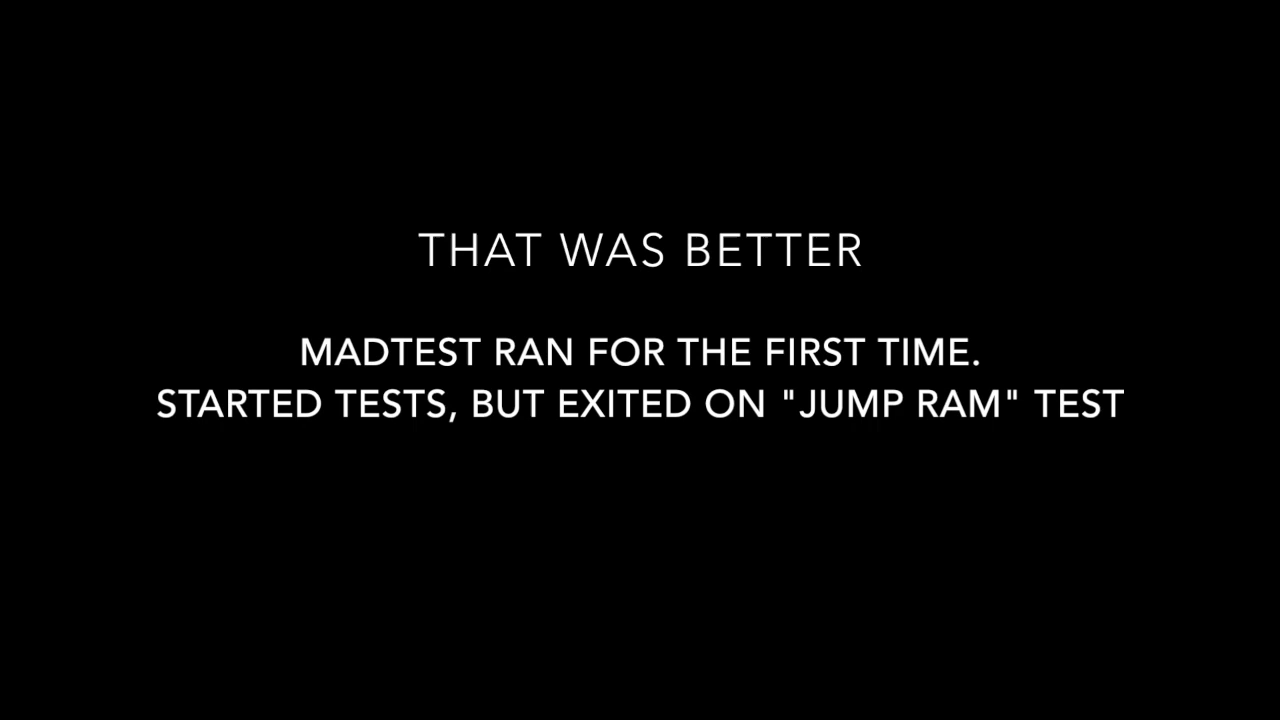 THAT WAS BETTER
MADTEST RAN FOR THE FIRST TIME.
STARTED TESTS, BUT EXITED ON "JUMP RAM" TEST